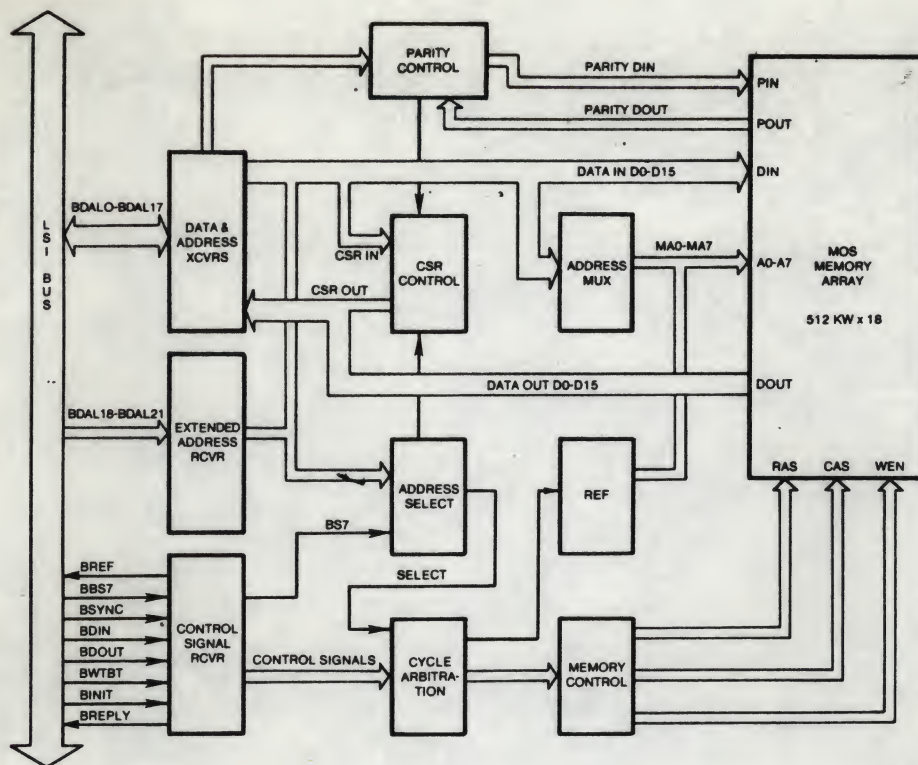 PARITY
CONTROL
PARITY DIN
PARITY DOUT
PIN
POUT
DIN
A0-A7
MOS
MEMORY
ARRAY
512 KW x 18
DOUT
RAS CAS WEN
LSI BUS
BDAL0-BDAL17
DATA &
ADDRESS
XCVRS
DATA IN D0-D15
CSR IN
CSR OUT
CSR
CONTROL
ADDRESS
MUX
MA0-MA7
DATA OUT D0-D15
BDAL18-BDAL21
EXTENDED
ADDRESS
RCVR
ADDRESS
SELECT
REF
BS7
SELECT
BREF
BBS7
BSYNC
BDIN
BDOUT
BWTBT
BINIT
BREPLY
CONTROL
SIGNAL
RCVR
CONTROL SIGNALS
CYCLE
ARBITRA-
TION
MEMORY
CONTROL